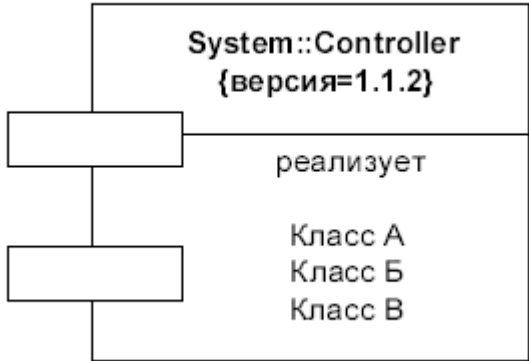 System::Controller
{версия=1.1.2}
реализует
Класс А
Класс Б
Класс В